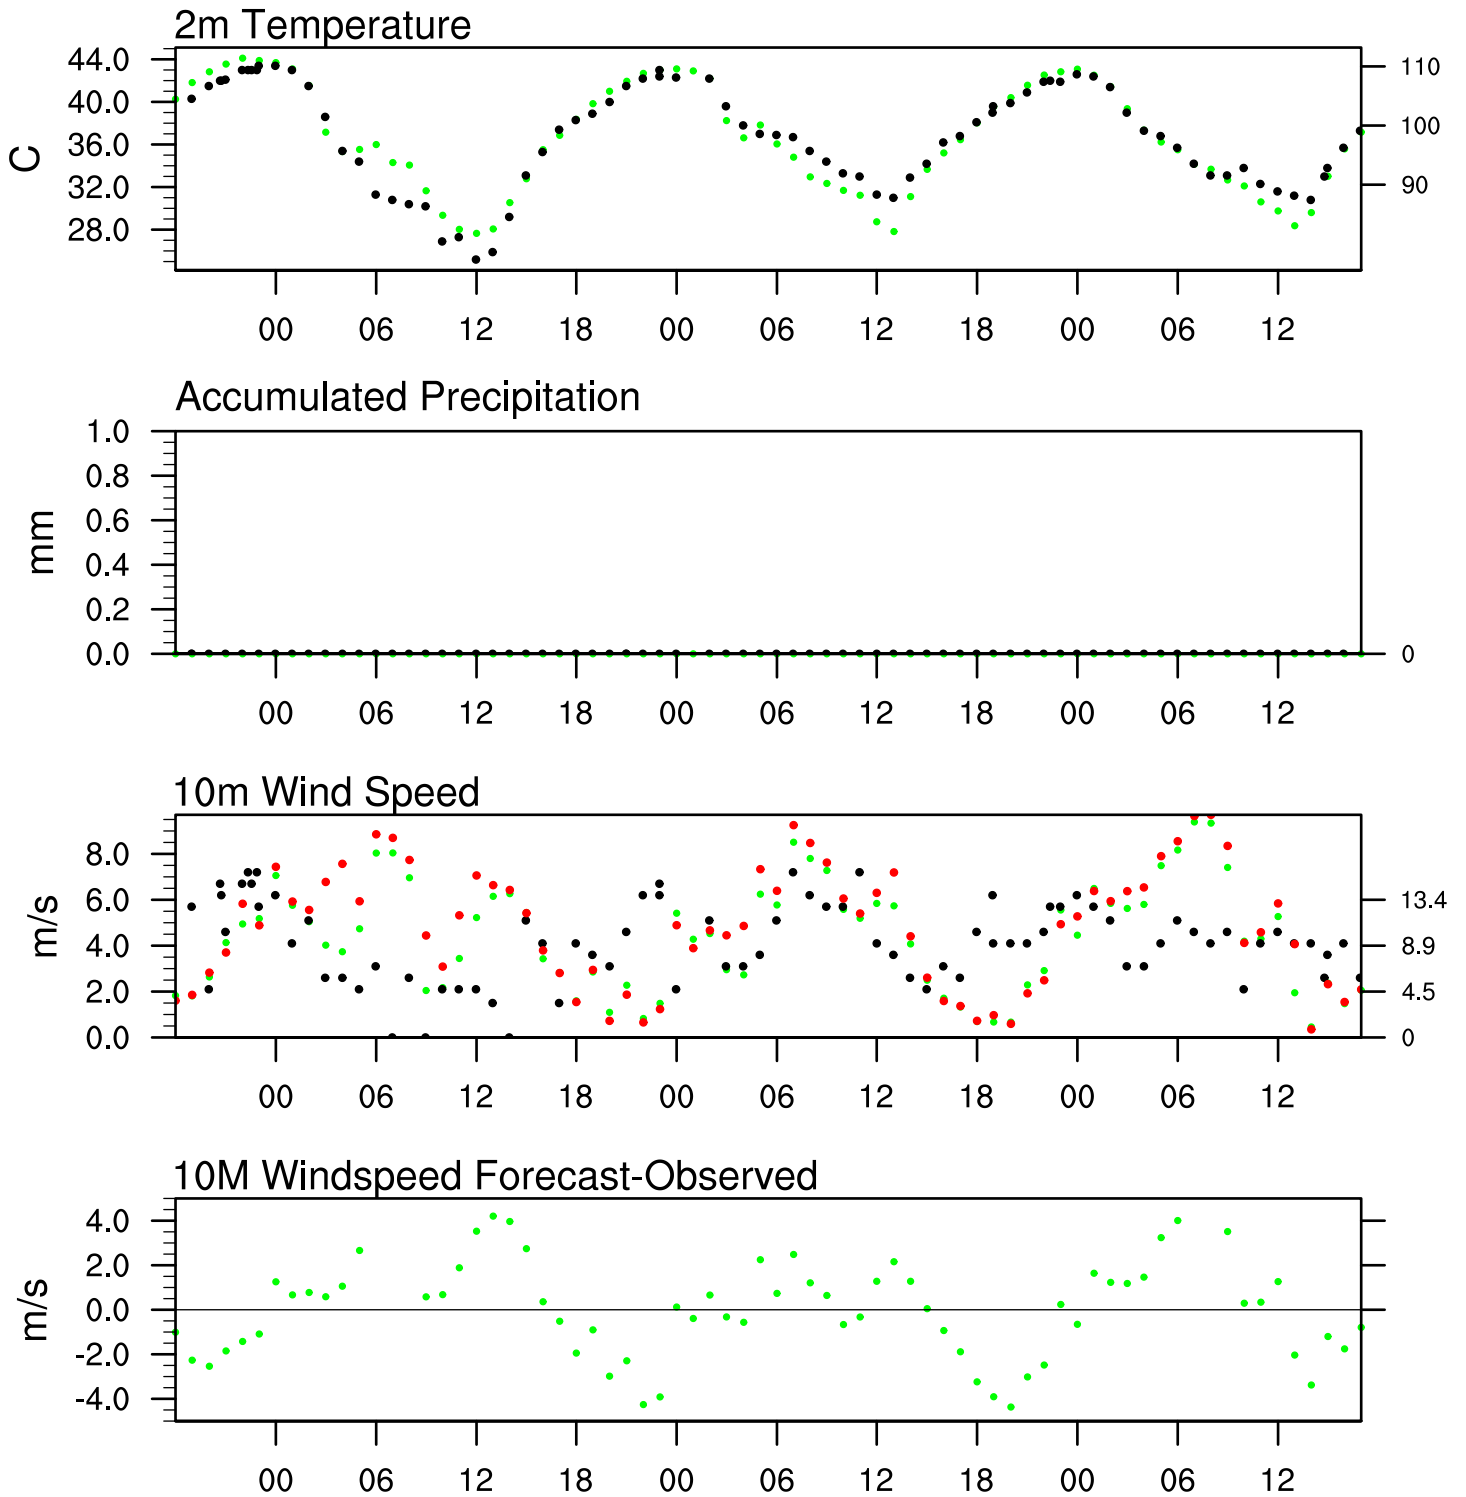 2m Temperature
44.0
40.0
36.0
32.0
28.0
C
110
100
90
00 06 12 18 00 06 12 18 00 06 12
Accumulated Precipitation
1.0
0.8
0.6
0.4
0.2
0.0
mm
0
00 06 12 18 00 06 12 18 00 06 12
10m Wind Speed
8.0
6.0
4.0
2.0
0.0
m/s
13.4
8.9
4.5
0
00 06 12 18 00 06 12 18 00 06 12
10M Windspeed Forecast-Observed
4.0
2.0
0.0
-2.0
-4.0
m/s
00 06 12 18 00 06 12 18 00 06 12